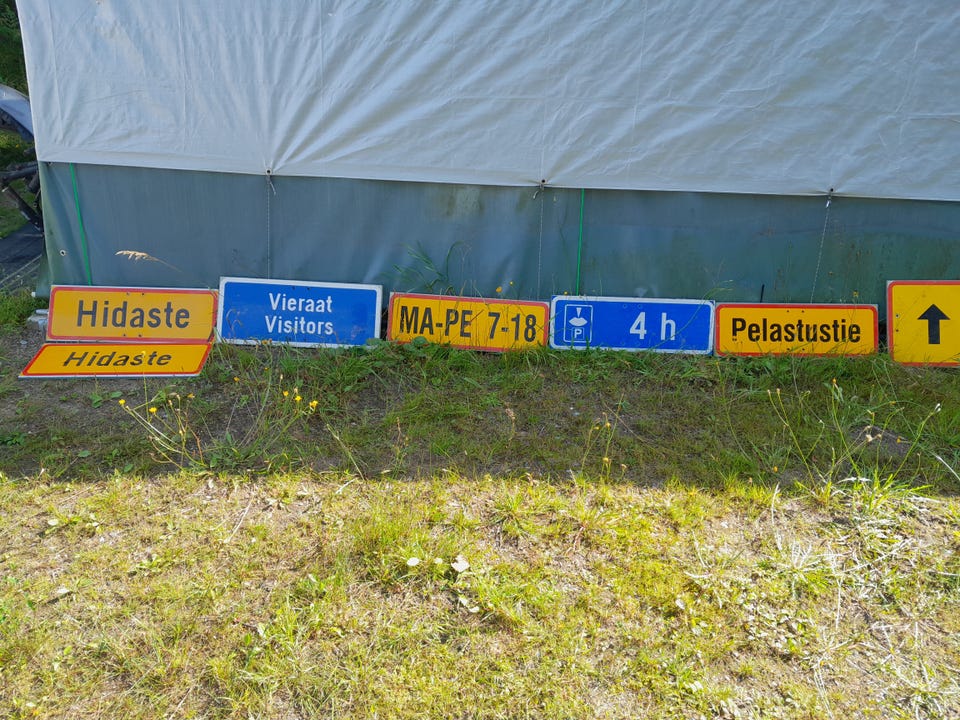 Hidaste
Hidaste
Vieraat
Visitors
MA-PE 7-18
P
4 h
Pelastustie